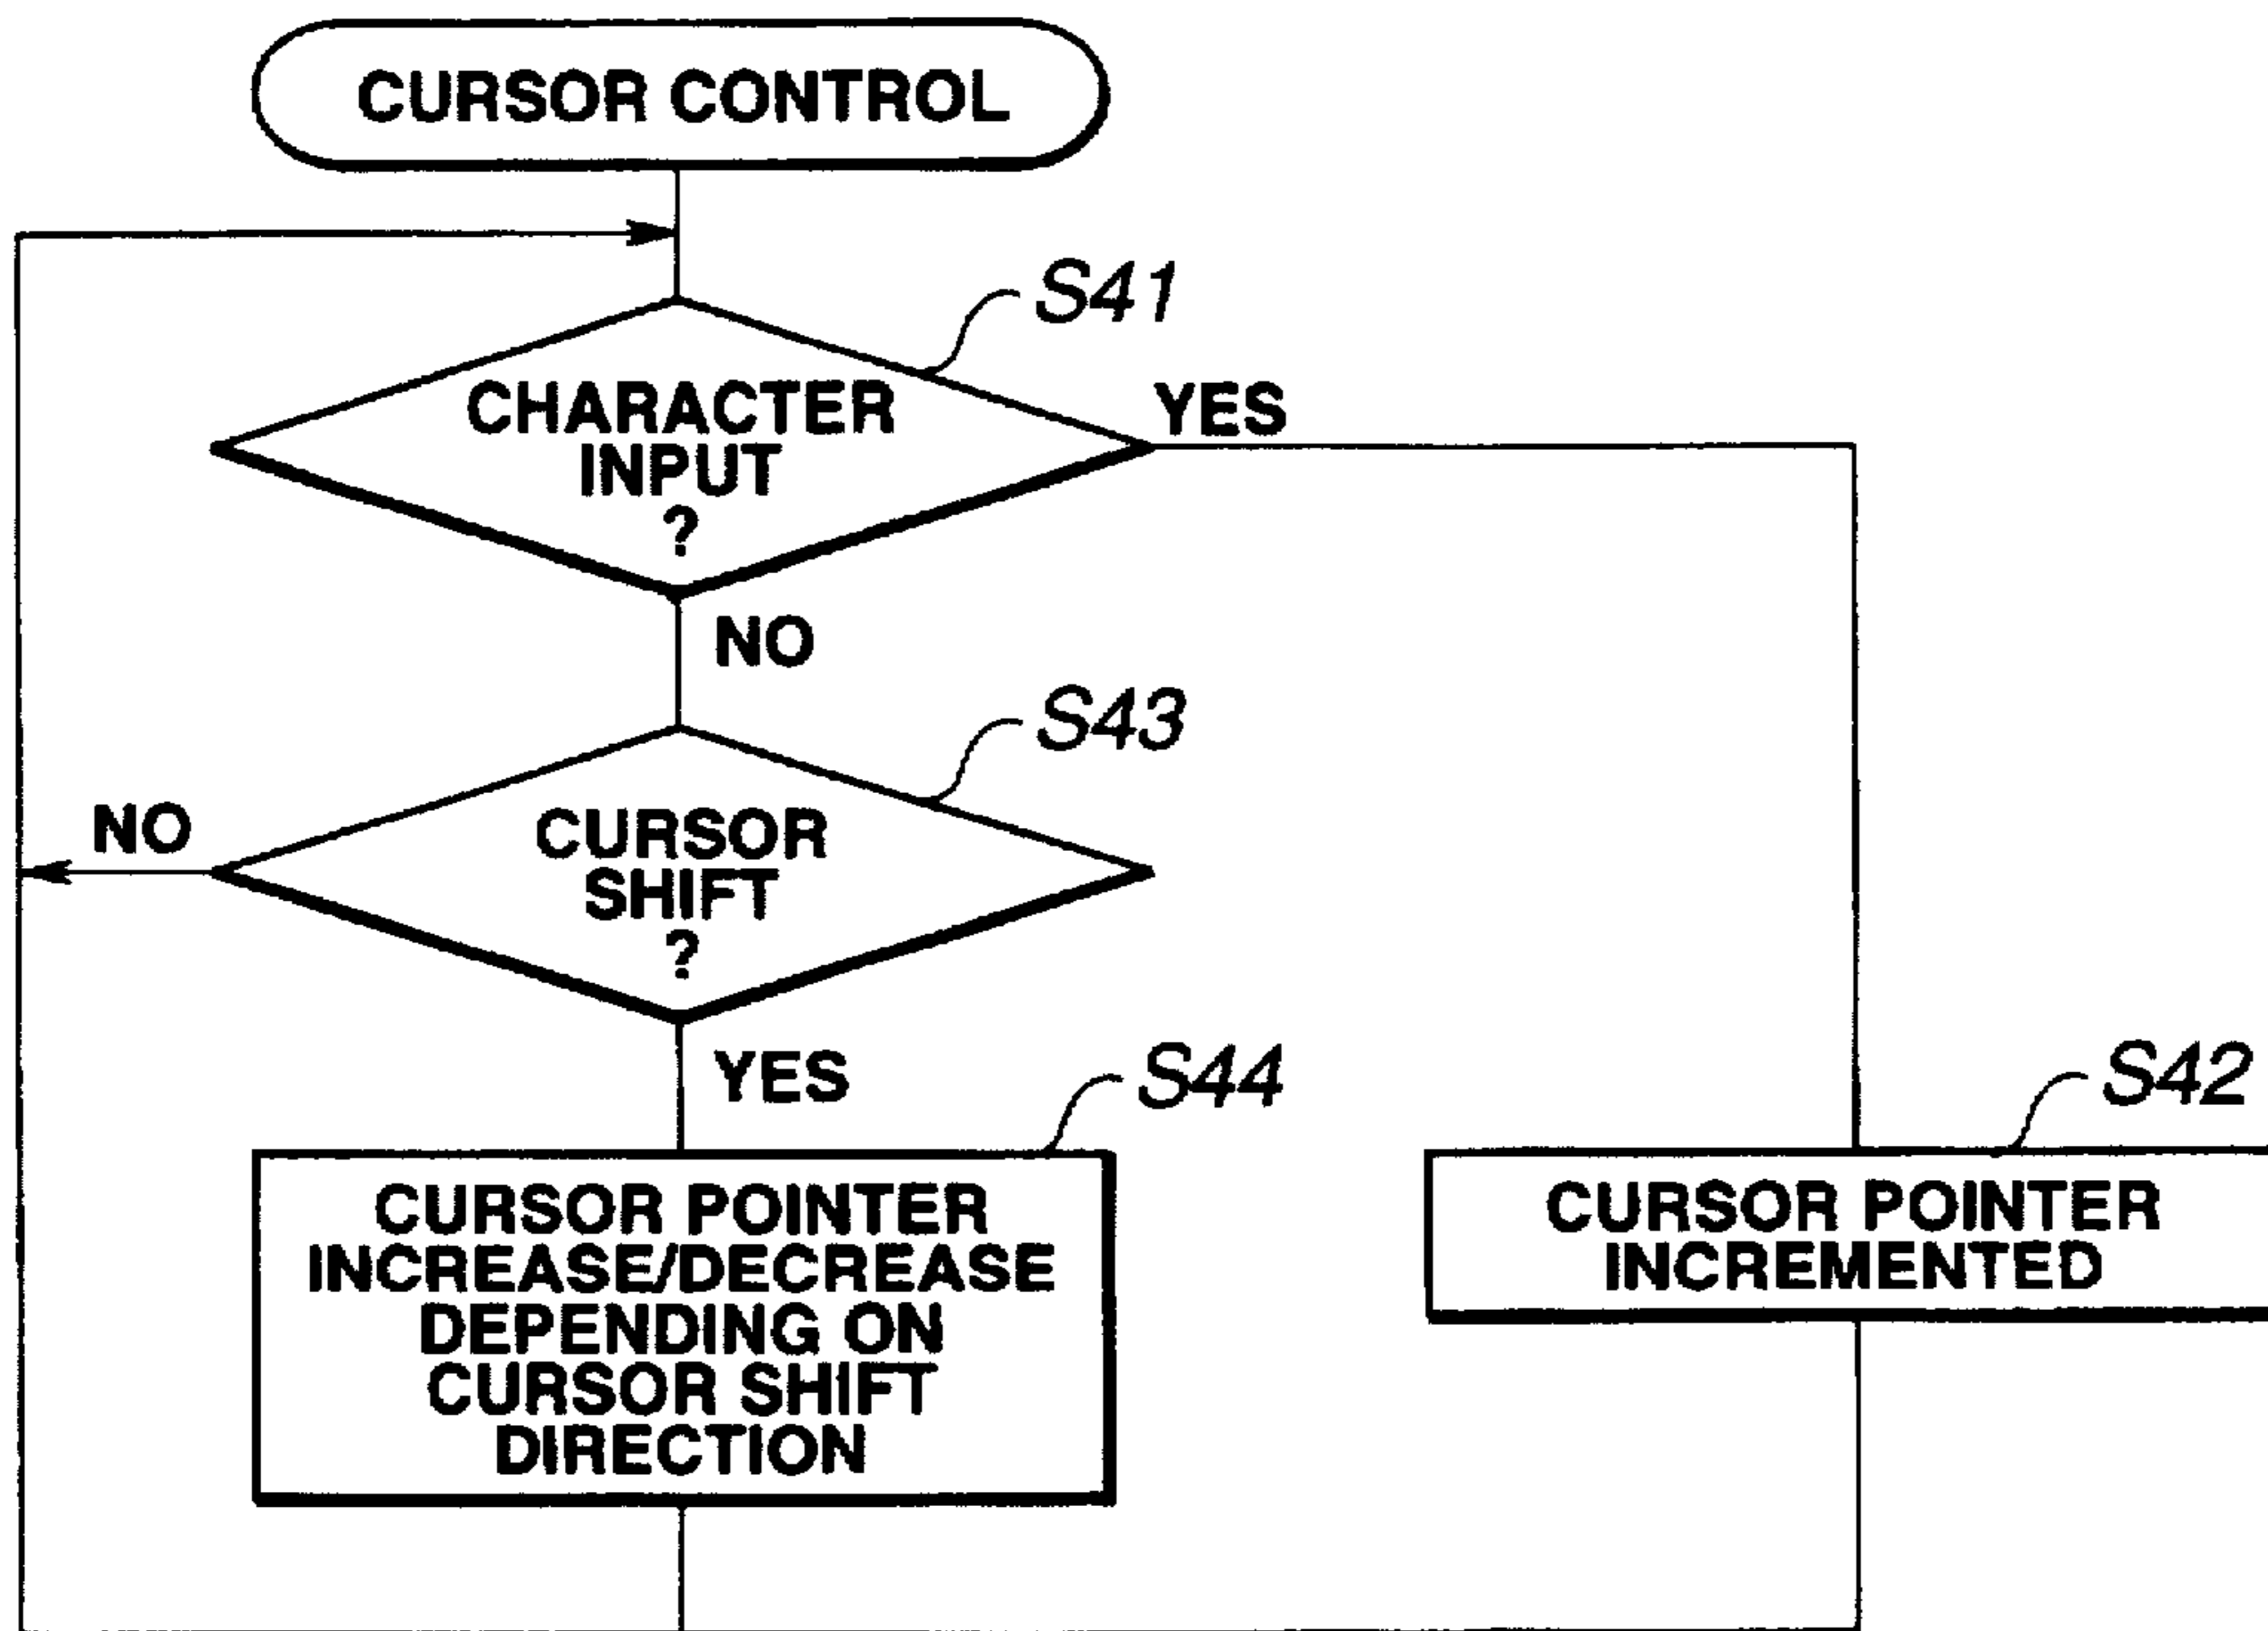 CURSOR CONTROL
S41
CHARACTER
INPUT
?
YES
NO
S43
CURSOR
SHIFT
?
NO
YES
S44
CURSOR POINTER
INCREASE/DECREASE
DEPENDING ON
CURSOR SHIFT
DIRECTION
S42
CURSOR POINTER
INCREMENTED